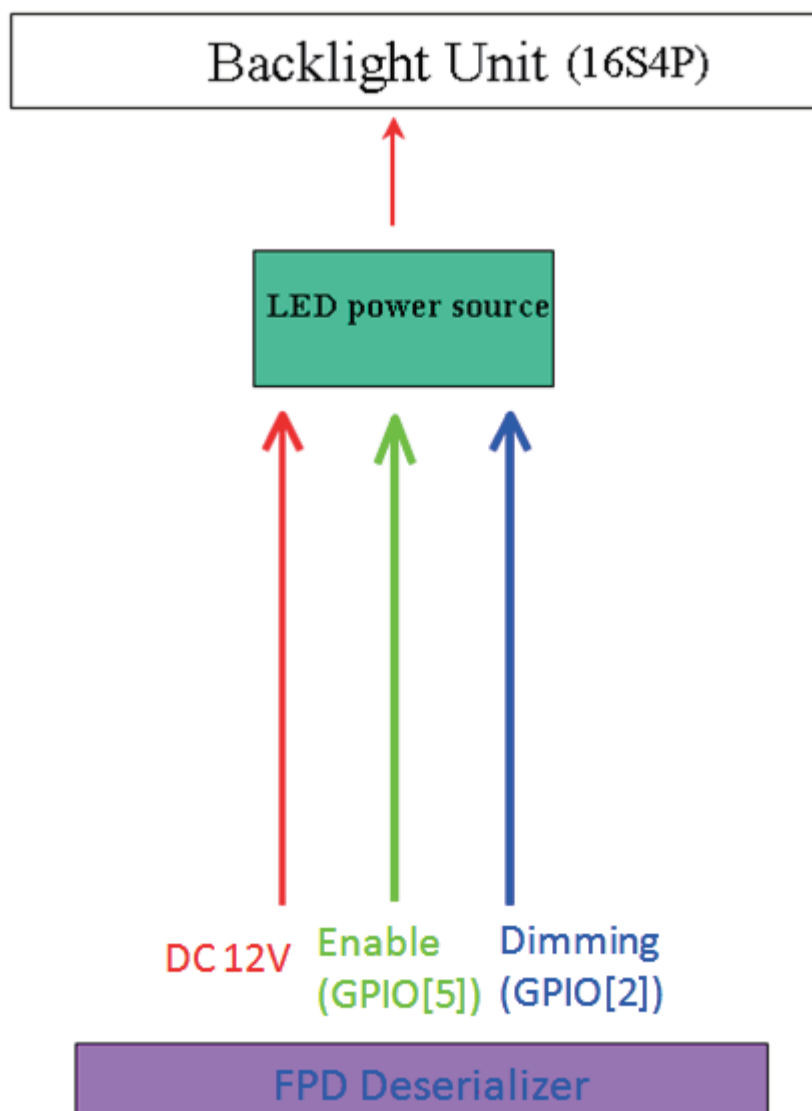 Backlight Unit (16S4P)
LED power source
DC 12V
Enable
(GPIO[5])
Dimming
(GPIO[2])
FPD Deserializer